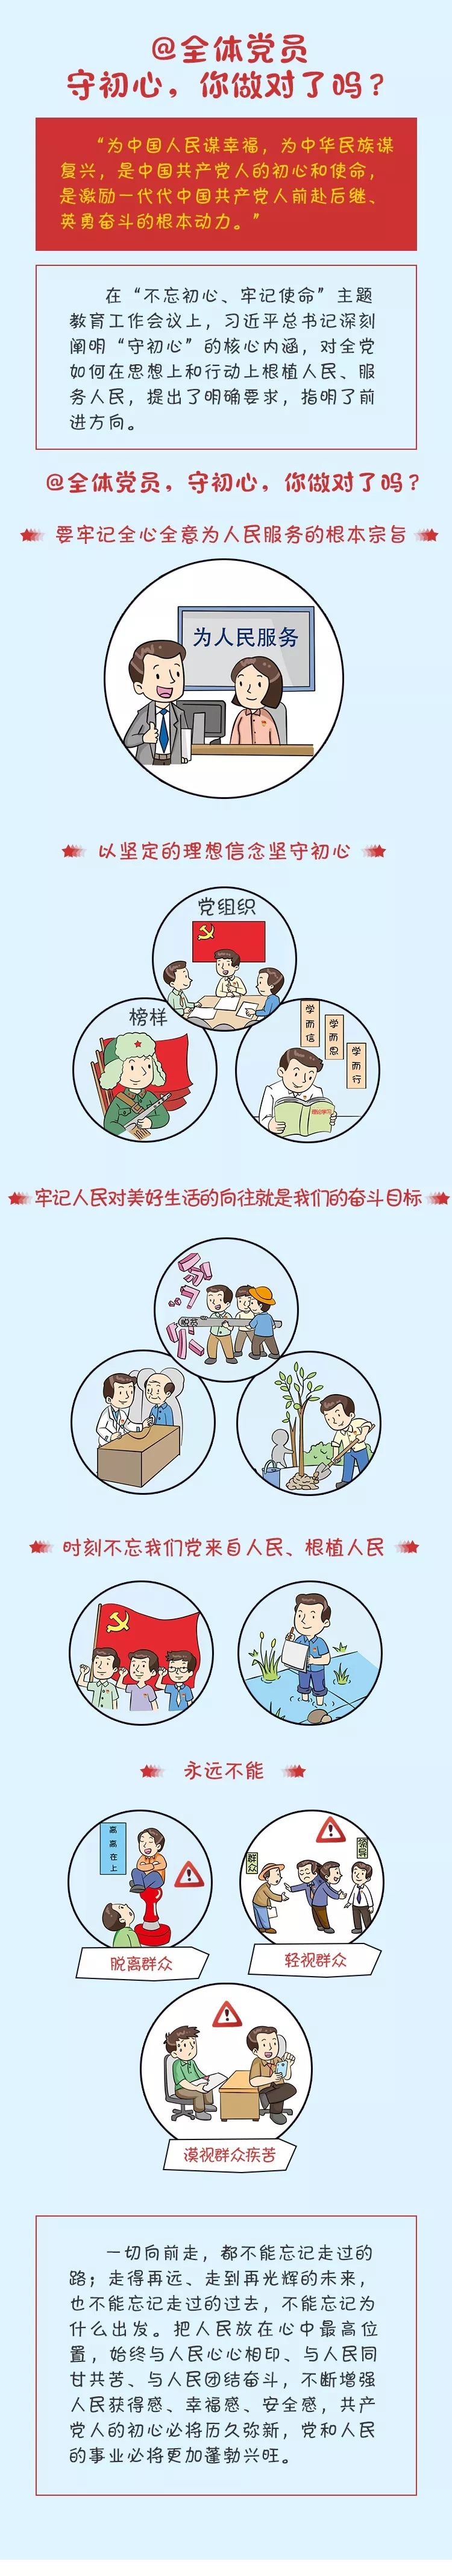 @全体党员
守初心，你做对了吗？
“为中国人民谋幸福，为中华民族谋
复兴，是中国共产党人的初心和使命，
是激励一代代中国共产党人前赴后继、
英勇奋斗的根本动力。”
在“不忘初心、牢记使命”主题
教育工作会议上，习近平总书记深刻
阐明“守初心”的核心内涵，对全党
如何在思想上和行动上根植人民、服
务人民，提出了明确要求，指明了前
进方向。
@全体党员，守初心，你做对了吗？
要牢记全心全意为人民服务的根本宗旨
为人民服务
以坚定的理想信念坚守初心
党组织
榜样
学而信
学而思
学而行
理论学习
牢记人民对美好生活的向往就是我们的奋斗目标
脱贫
时刻不忘我们党来自人民、根植人民
永远不能
高高在上
群众
领导
脱离群众
轻视群众
漠视群众疾苦
一切向前走，都不能忘记走过的
路；走得再远、走到再光辉的未来，
也不能忘记走过的过去，不能忘记为
什么出发。把人民放在心中最高位
置，始终与人民心心相印、与人民同
甘共苦、与人民团结奋斗，不断增强
人民获得感、幸福感、安全感，共产
党人的初心必将历久弥新，党和人民
的事业必将更加蓬勃兴旺。